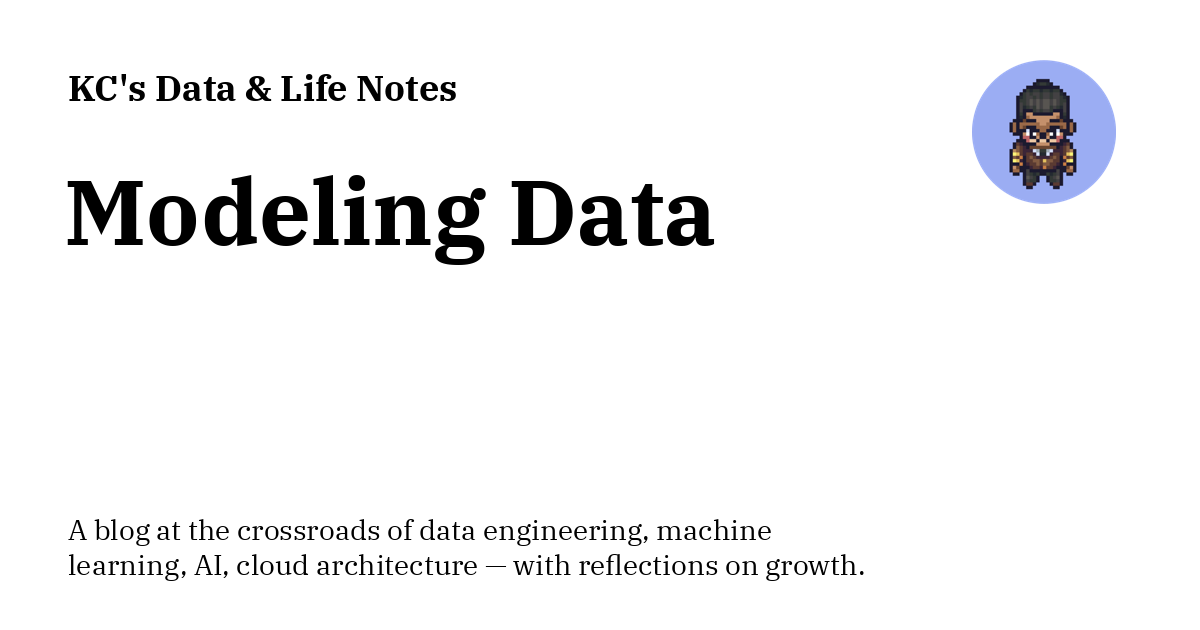 KC's Data & Life Notes
Modeling Data
A blog at the crossroads of data engineering, machine
learning, AI, cloud architecture — with reflections on growth.